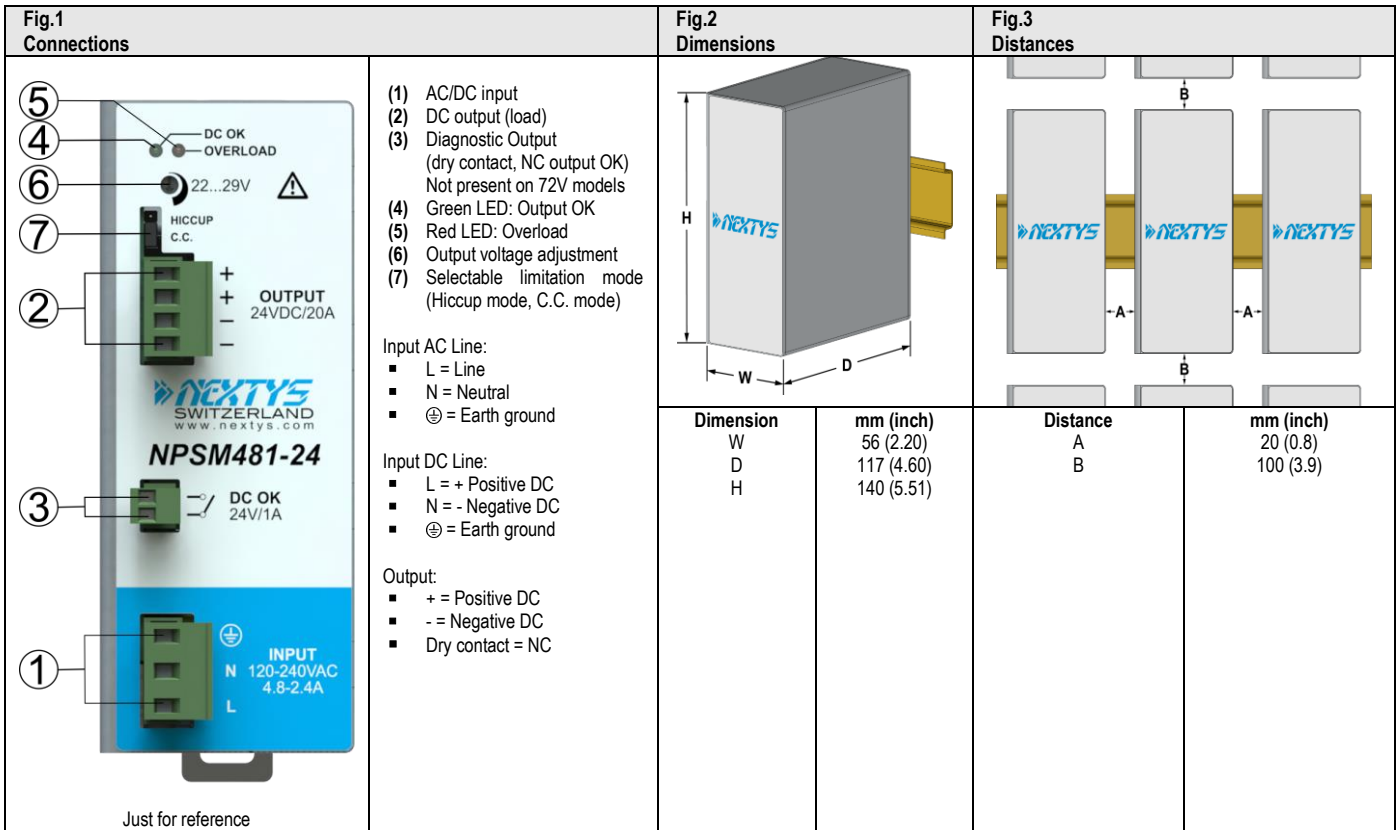 Fig.1
Connections
5
4
6
7
2
3
1
DC OK
OVERLOAD
22...29V
HICCUP
C.C.
+
+
−
−
OUTPUT
24VDC/20A
NEXTYS
SWITZERLAND
www.nextys.com
NPSM481-24
DC OK
24V/1A
INPUT
N 120-240VAC
4.8-2.4A
L
Just for reference
(1) AC/DC input
(2) DC output (load)
(3) Diagnostic Output
(dry contact, NC output OK)
Not present on 72V models
(4) Green LED: Output OK
(5) Red LED: Overload
(6) Output voltage adjustment
(7) Selectable limitation mode
(Hiccup mode, C.C. mode)
Input AC Line:
▪ L = Line
▪ N = Neutral
▪ ⏚ = Earth ground
Input DC Line:
▪ L = + Positive DC
▪ N = - Negative DC
▪ ⏚ = Earth ground
Output:
▪ + = Positive DC
▪ - = Negative DC
▪ Dry contact = NC
Fig.2
Dimensions
H
NEXTYS
W
D
Dimension mm (inch)
W 56 (2.20)
D 117 (4.60)
H 140 (5.51)
Fig.3
Distances
B
NEXTYS NEXTYS NEXTYS
A A
B
Distance mm (inch)
A 20 (0.8)
B 100 (3.9)